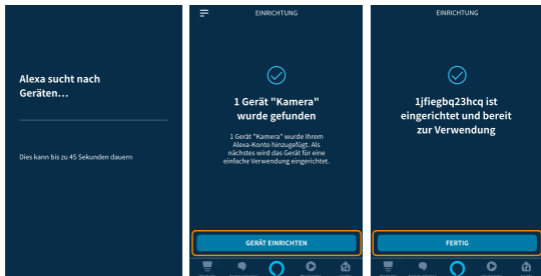 Alexa sucht nach
Geräten...
Dies kann bis zu 45 Sekunden dauern
EINRICHTUNG
1 Gerät "Kamera"
wurde gefunden
1 Gerät "Kamera" wurde Ihrem
Alexa-Konto hinzugefügt. Als
nächstes wird das Gerät für eine
einfache Verwendung eingerichtet.
GERÄT EINRICHTEN
EINRICHTUNG
1jfiegbq23hcq ist
eingerichtet und bereit
zur Verwendung
FERTIG